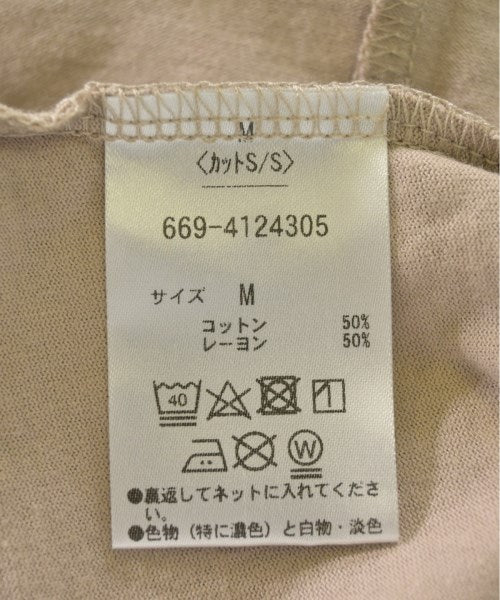 M
〈カットS/S〉
669-4124305
サイズ M
コットン 50%
レーヨン 50%
40
W
●裏返してネットに入れてくださ
い。
●色物（特に濃色）と白物・淡色